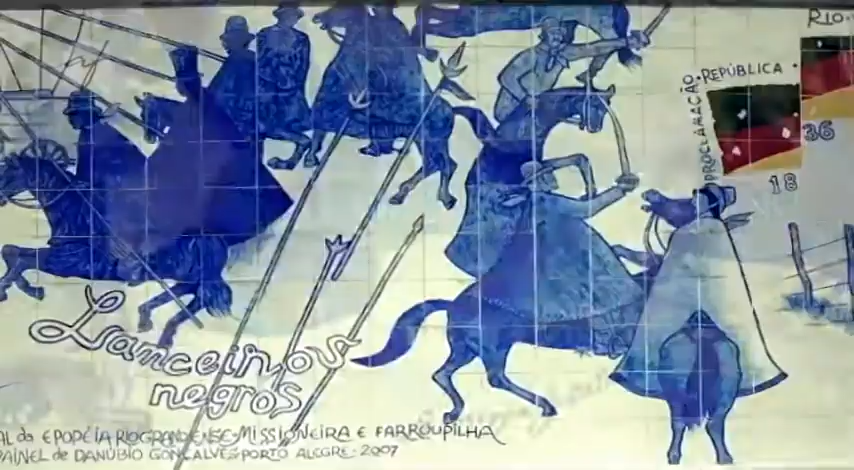 RIO
PROCLAMAÇÃO. REPÚBLICA.
36
18
Lanceiros
negros
AL da EPOPÉIA RIOGRANDENSE MISSIONEIRA E FARROUPILHA
PAINEL de DANÚBIO GONÇALVES PORTO ALEGRE. 2007